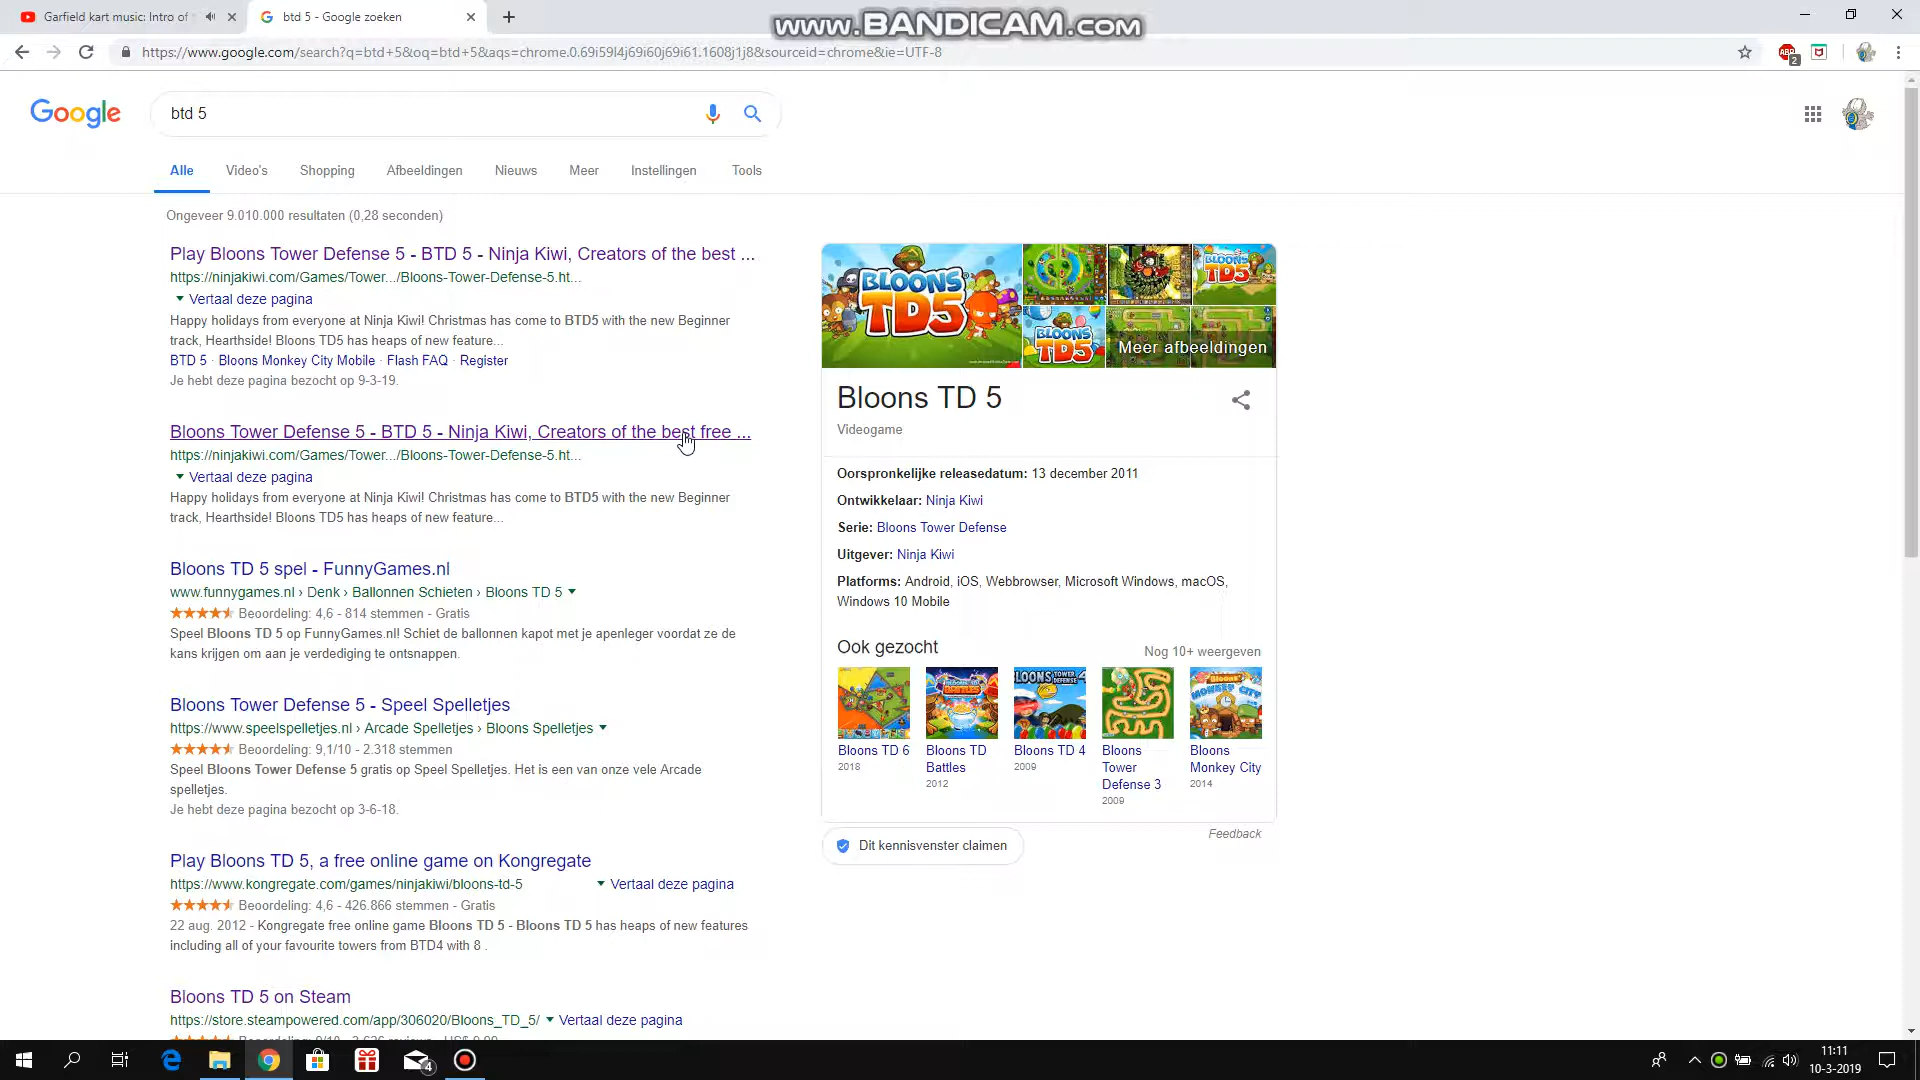 Garfield kart music: Intro of
btd 5 - Google zoeken
www.BANDICAM.com
https://www.google.com/search?q=btd+5&oq=btd+5&aqs=chrome.0.69i59l4j69i60j69i61.1608j1j8&sourceid=chrome&ie=UTF-8
ABP
2
Google
btd 5
Alle Video's Shopping Afbeeldingen Nieuws Meer Instellingen Tools
Ongeveer 9.010.000 resultaten (0,28 seconden)
Play Bloons Tower Defense 5 - BTD 5 - Ninja Kiwi, Creators of the best ...
https://ninjakiwi.com/Games/Tower.../Bloons-Tower-Defense-5.ht...
Vertaal deze pagina
Happy holidays from everyone at Ninja Kiwi! Christmas has come to BTD5 with the new Beginner
track, Hearthside! Bloons TD5 has heaps of new feature...
BTD 5 · Bloons Monkey City Mobile · Flash FAQ · Register
Je hebt deze pagina bezocht op 9-3-19.
Bloons Tower Defense 5 - BTD 5 - Ninja Kiwi, Creators of the best free ...
https://ninjakiwi.com/Games/Tower.../Bloons-Tower-Defense-5.ht...
Vertaal deze pagina
Happy holidays from everyone at Ninja Kiwi! Christmas has come to BTD5 with the new Beginner
track, Hearthside! Bloons TD5 has heaps of new feature...
Bloons TD 5 spel - FunnyGames.nl
www.funnygames.nl › Denk › Ballonnen Schieten › Bloons TD 5
Beoordeling: 4,6 - 814 stemmen - Gratis
Speel Bloons TD 5 op FunnyGames.nl! Schiet de ballonnen kapot met je apenleger voordat ze de
kans krijgen om aan je verdediging te ontsnappen.
Bloons Tower Defense 5 - Speel Spelletjes
https://www.speelspelletjes.nl › Arcade Spelletjes › Bloons Spelletjes
Beoordeling: 9,1/10 - 2.318 stemmen
Speel Bloons Tower Defense 5 gratis op Speel Spelletjes. Het is een van onze vele Arcade
spelletjes.
Je hebt deze pagina bezocht op 3-6-18.
Play Bloons TD 5, a free online game on Kongregate
https://www.kongregate.com/games/ninjakiwi/bloons-td-5 Vertaal deze pagina
Beoordeling: 4,6 - 426.866 stemmen - Gratis
22 aug. 2012 - Kongregate free online game Bloons TD 5 - Bloons TD 5 has heaps of new features
including all of your favourite towers from BTD4 with 8 .
Bloons TD 5 on Steam
https://store.steampowered.com/app/306020/Bloons_TD_5/ Vertaal deze pagina
BLOONS
TD5
BLOONS
TD5
BLOONS
TD5
Meer afbeeldingen
Bloons TD 5
Videogame
Oorspronkelijke releasedatum: 13 december 2011
Ontwikkelaar: Ninja Kiwi
Serie: Bloons Tower Defense
Uitgever: Ninja Kiwi
Platforms: Android, iOS, Webbrowser, Microsoft Windows, macOS,
Windows 10 Mobile
Ook gezocht
Nog 10+ weergeven
Bloons TD 6
2018
Bloons TD
Battles
2012
Bloons TD 4
2009
Bloons
Tower
Defense 3
2009
Bloons
Monkey City
2014
Feedback
Dit kennisvenster claimen
4
11:11
10-3-2019